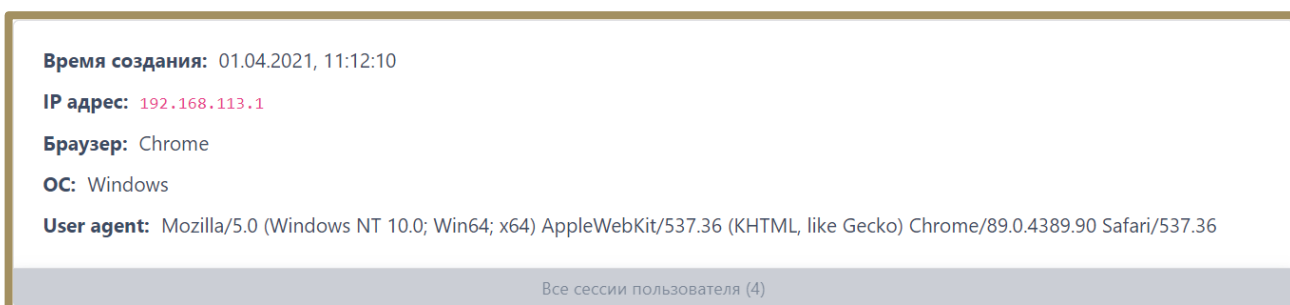 Время создания: 01.04.2021, 11:12:10
IP адрес: 192.168.113.1
Браузер: Chrome
ОС: Windows
User agent: Mozilla/5.0 (Windows NT 10.0; Win64; x64) AppleWebKit/537.36 (KHTML, like Gecko) Chrome/89.0.4389.90 Safari/537.36
Все сессии пользователя (4)